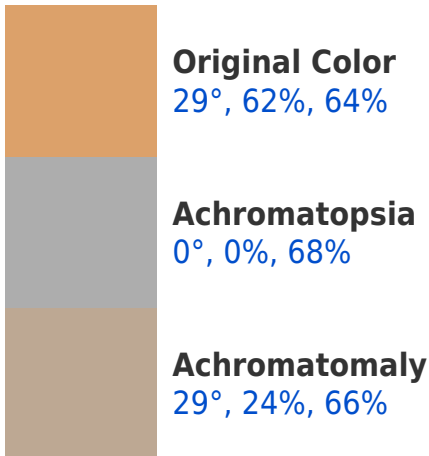 Original Color
29°, 62%, 64%
Achromatopsia
0°, 0%, 68%
Achromatomaly
29°, 24%, 66%